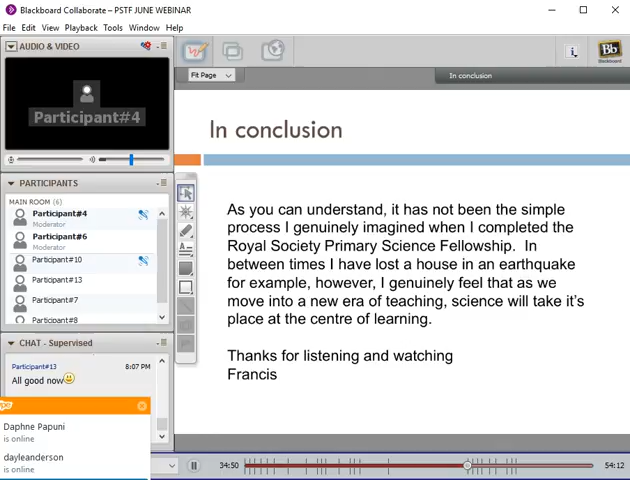 Blackboard Collaborate - PSTF JUNE WEBINAR
File Edit View Playback Tools Window Help
AUDIO & VIDEO
Participant#4
PARTICIPANTS
MAIN ROOM (6)
Participant#4
Moderator
Participant#6
Moderator
Participant#10
Participant#13
Participant#7
Participant#8
CHAT - Supervised
Participant#13 8:07 PM
All good now
Daphne Papuni
is online
dayleanderson
is online
Fit Page
In conclusion
Bb
Blackboard
In conclusion
As you can understand, it has not been the simple
process I genuinely imagined when I completed the
Royal Society Primary Science Fellowship. In
between times I have lost a house in an earthquake
for example, however, I genuinely feel that as we
move into a new era of teaching, science will take it's
place at the centre of learning.
Thanks for listening and watching
Francis
34:50
54:12